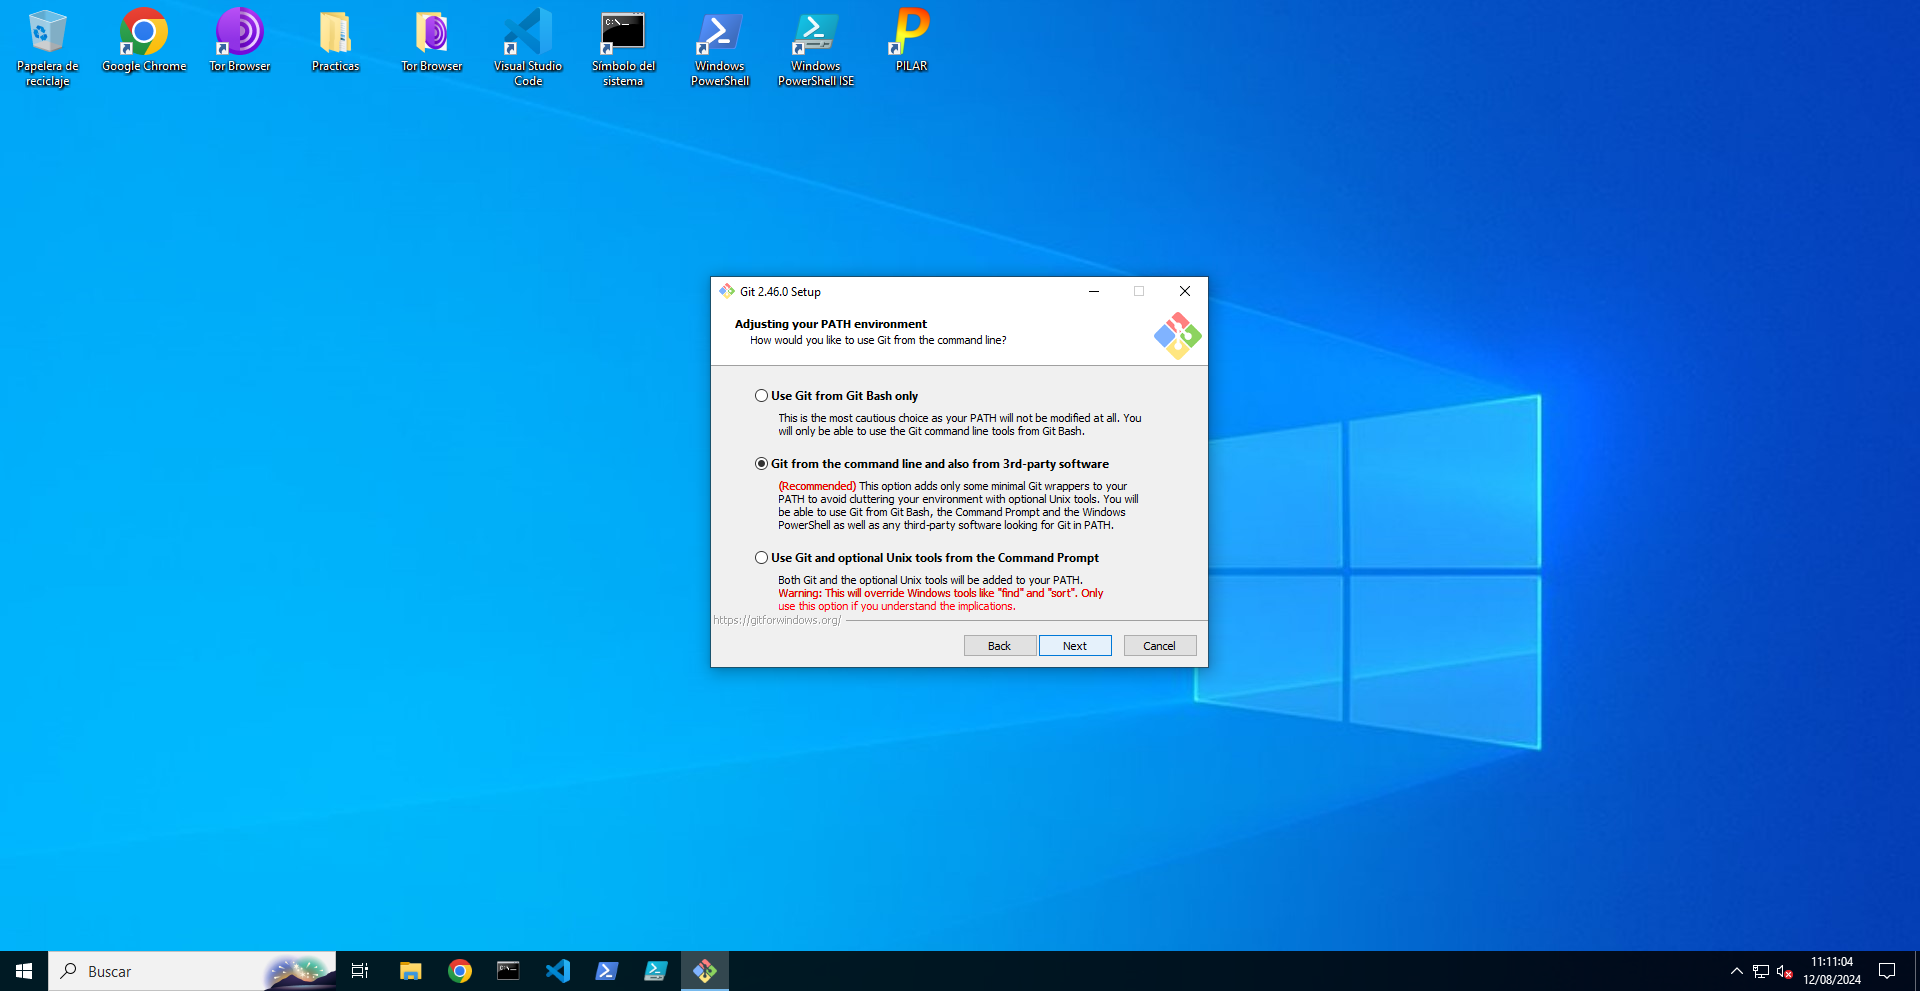 Papelera de
reciclaje
Google Chrome
Tor Browser
Practicas
Tor Browser
Visual Studio
Code
Símbolo del
sistema
Windows
PowerShell
Windows
PowerShell ISE
PILAR
Git 2.46.0 Setup
Adjusting your PATH environment
How would you like to use Git from the command line?
Use Git from Git Bash only
This is the most cautious choice as your PATH will not be modified at all. You
will only be able to use the Git command line tools from Git Bash.
Git from the command line and also from 3rd-party software
(Recommended) This option adds only some minimal Git wrappers to your
PATH to avoid cluttering your environment with optional Unix tools. You will
be able to use Git from Git Bash, the Command Prompt and the Windows
PowerShell as well as any third-party software looking for Git in PATH.
Use Git and optional Unix tools from the Command Prompt
Both Git and the optional Unix tools will be added to your PATH.
Warning: This will override Windows tools like "find" and "sort". Only
use this option if you understand the implications.
https://gitforwindows.org/
Back
Next
Cancel
Buscar
11:11:04
12/08/2024